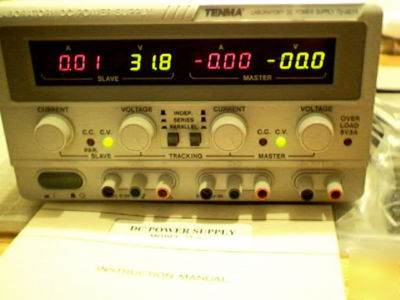 TENMA LABORATORY DC POWER SUPPLY
A V A V
0.01 31.8 -0.00 -00.0
SLAVE MASTER
CURRENT VOLTAGE INDEP. CURRENT VOLTAGE
SERIES
PARALLEL
OVER
LOAD
5V3A
C.C. C.V. C.C. C.V.
PAR.
SLAVE TRACKING MASTER
DC POWER SUPPLY
INSTRUCTION MANUAL